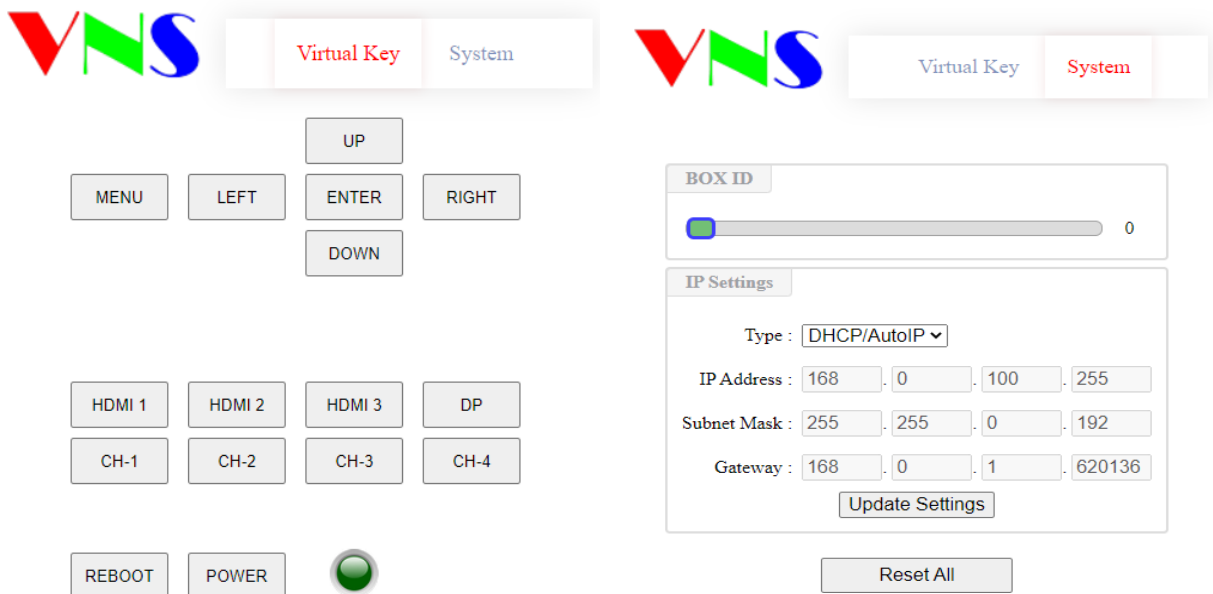 VNS
Virtual Key System
UP
MENU LEFT ENTER RIGHT
DOWN
HDMI 1 HDMI 2 HDMI 3 DP
CH-1 CH-2 CH-3 CH-4
REBOOT POWER
VNS
Virtual Key System
BOX ID
0
IP Settings
Type : DHCP/AutoIP
IP Address : 168 . 0 . 100 . 255
Subnet Mask : 255 . 255 . 0 . 192
Gateway : 168 . 0 . 1 . 620136
Update Settings
Reset All